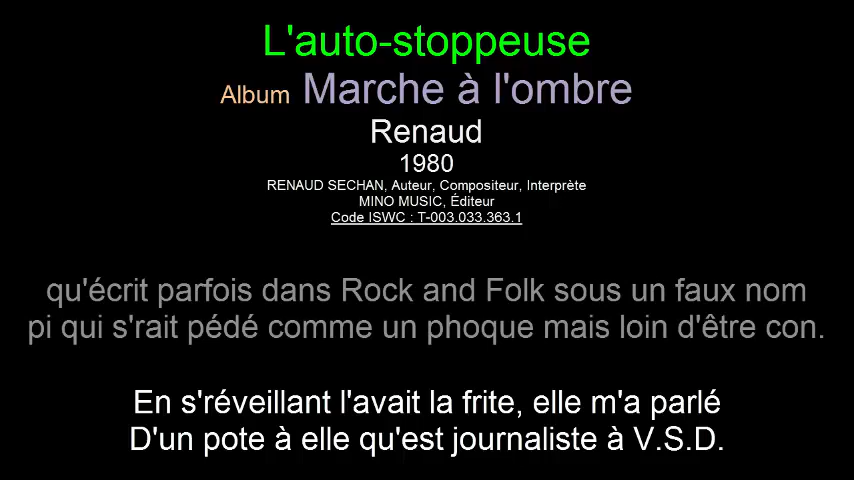 L'auto-stoppeuse
Album Marche à l'ombre
Renaud
1980
RENAUD SECHAN, Auteur, Compositeur, Interprète
MINO MUSIC, Éditeur
Code ISWC : T-003.033.363.1
qu'écrit parfois dans Rock and Folk sous un faux nom
pi qui s'rait pédé comme un phoque mais loin d'être con.
En s'réveillant l'avait la frite, elle m'a parlé
D'un pote à elle qu'est journaliste à V.S.D.